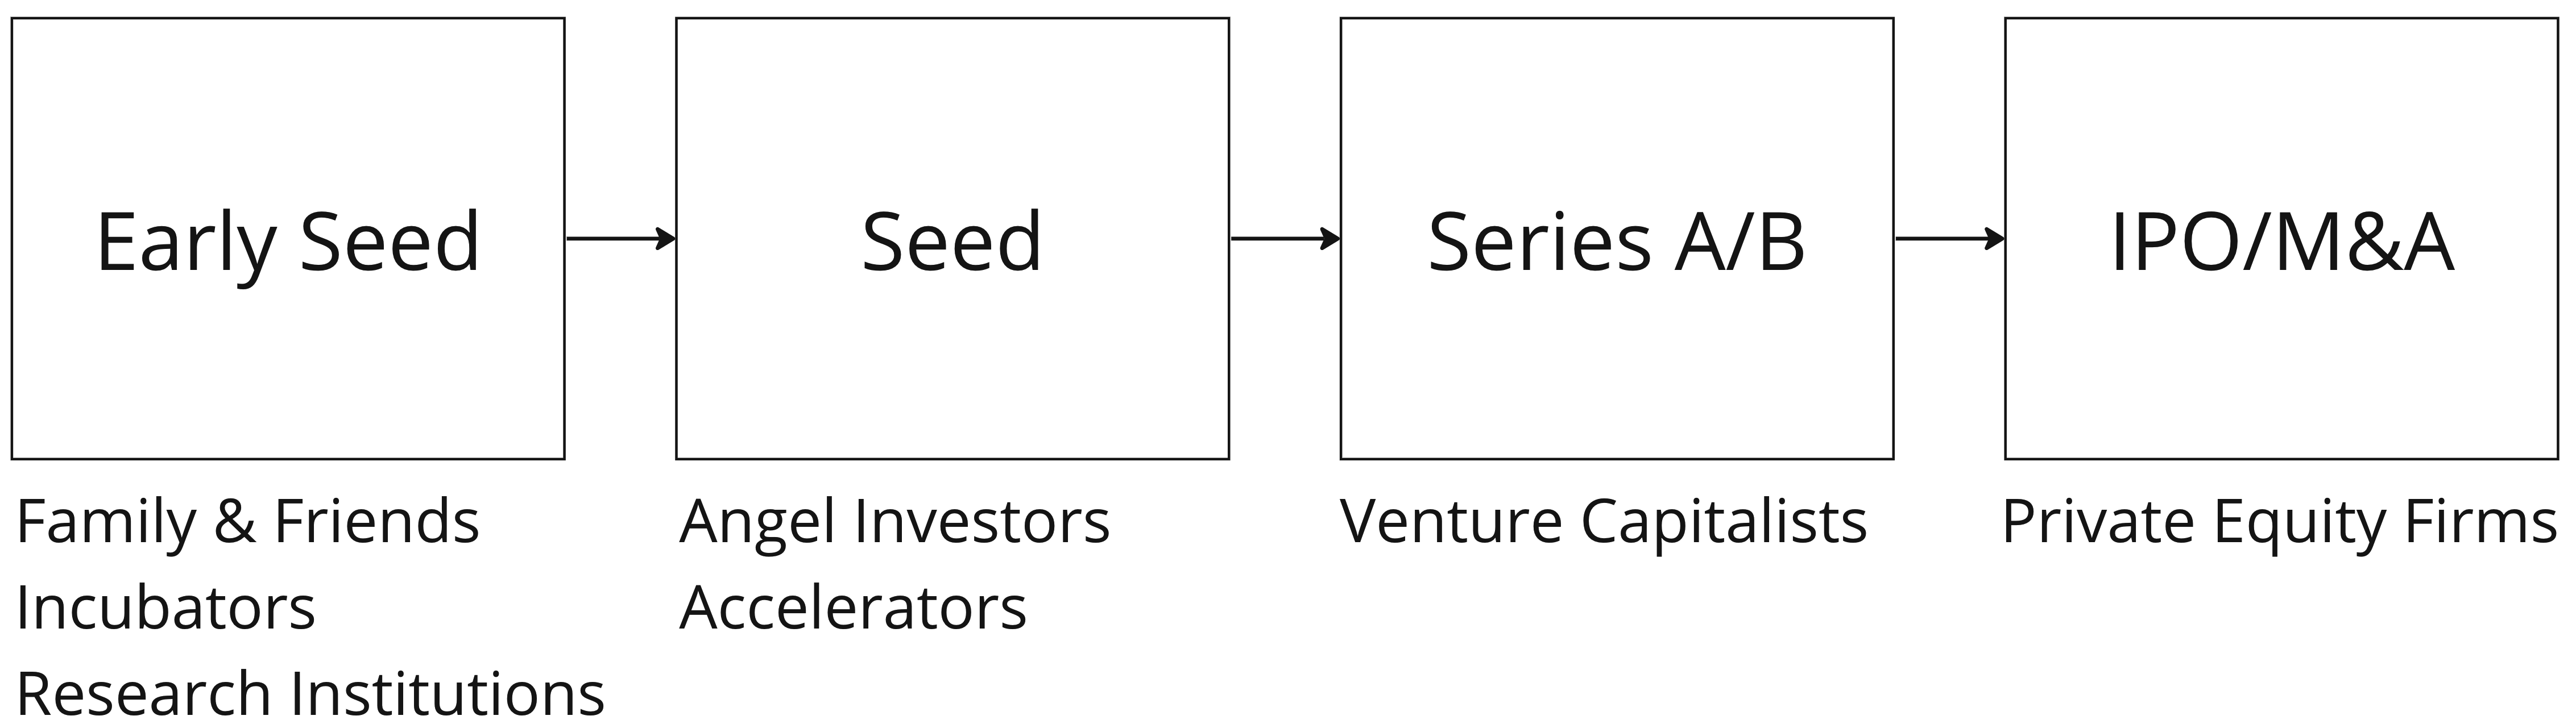 Early Seed
Seed
Series A/B
IPO/M&A
Family & Friends
Incubators
Research Institutions
Angel Investors
Accelerators
Venture Capitalists
Private Equity Firms